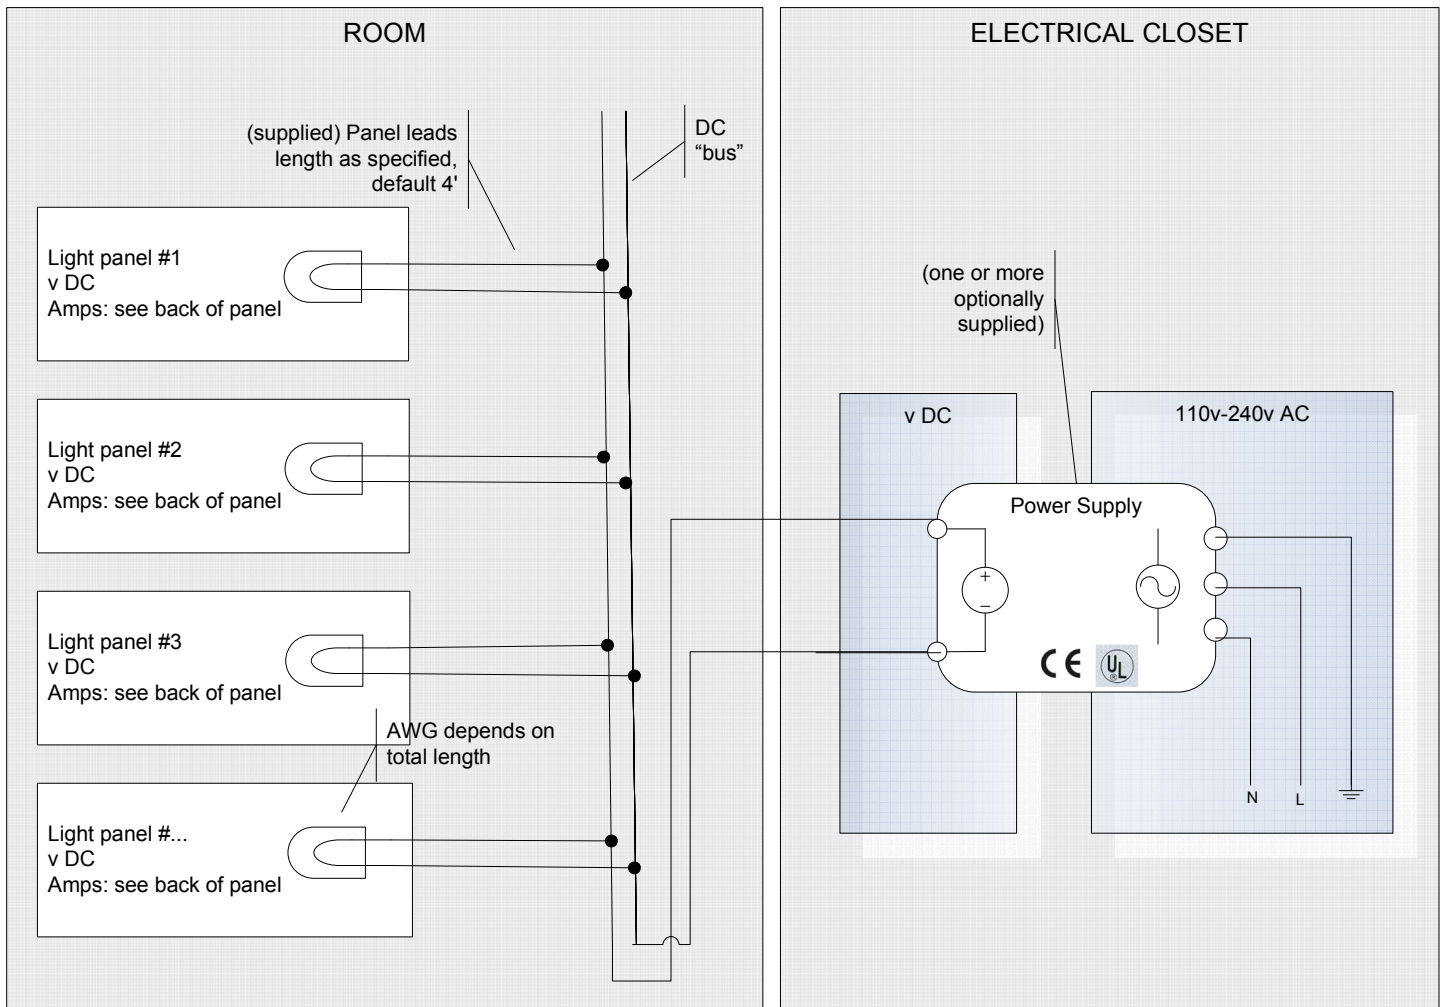 ROOM
(supplied) Panel leads
length as specified,
default 4'
DC
“bus”
Light panel #1
v DC
Amps: see back of panel
Light panel #2
v DC
Amps: see back of panel
Light panel #3
v DC
Amps: see back of panel
AWG depends on
total length
Light panel #...
v DC
Amps: see back of panel
ELECTRICAL CLOSET
(one or more
optionally
supplied)
v DC
110v-240v AC
Power Supply
+
−
CE
UL
®
N
L